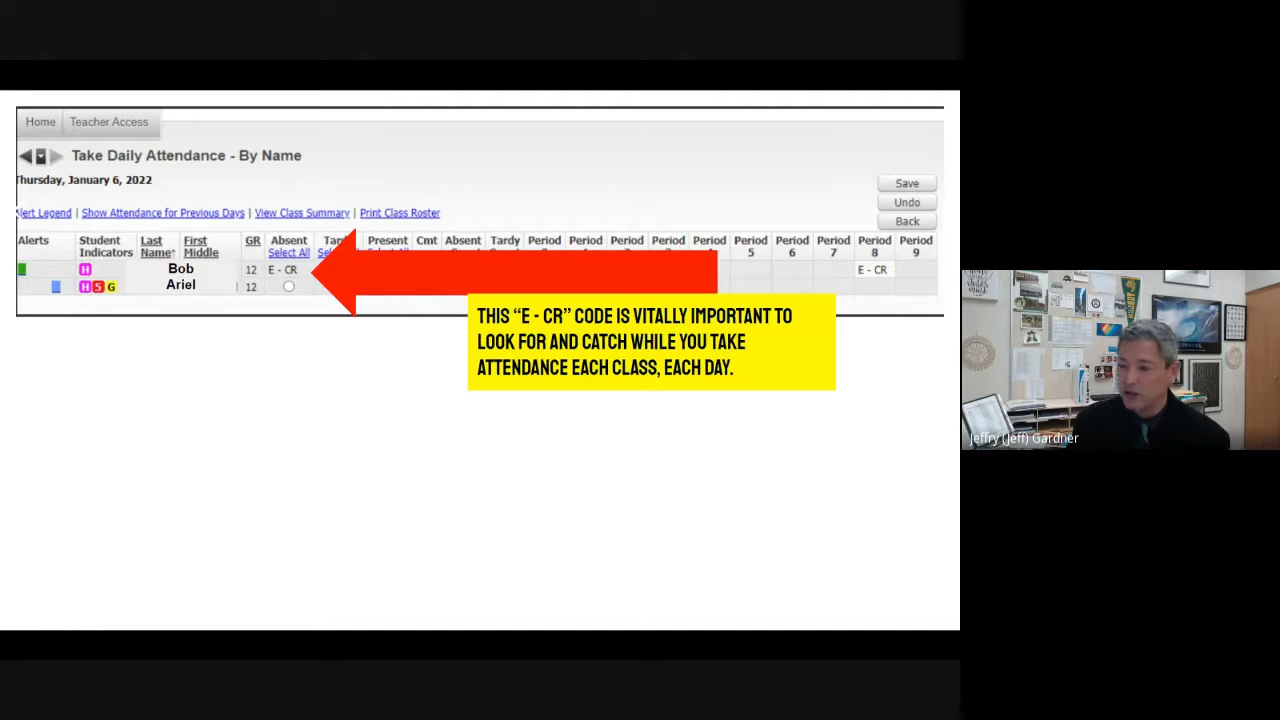 Home Teacher Access
Take Daily Attendance - By Name
Thursday, January 6, 2022
Save
Undo
Back
Alert Legend | Show Attendance for Previous Days | View Class Summary | Print Class Roster
Alerts Student Indicators Last Name First Middle GR Absent Select All Present Cmt Absent Tardy Period Period Period Period Period Period 5 Period 6 Period 7 Period 8 Period 9
H Bob 12 E - CR E - CR
H 5 G Ariel 12
THIS “E - CR” CODE IS VITALLY IMPORTANT TO
LOOK FOR AND CATCH WHILE YOU TAKE
ATTENDANCE EACH CLASS, EACH DAY.
Jeffry (Jeff) Gardner